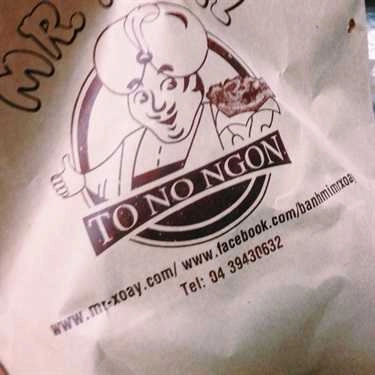 MR
TO NO NGON
www.mr-xoay.com/ www.facebook.com/banhmimrxoay
Tel: 04 39430632